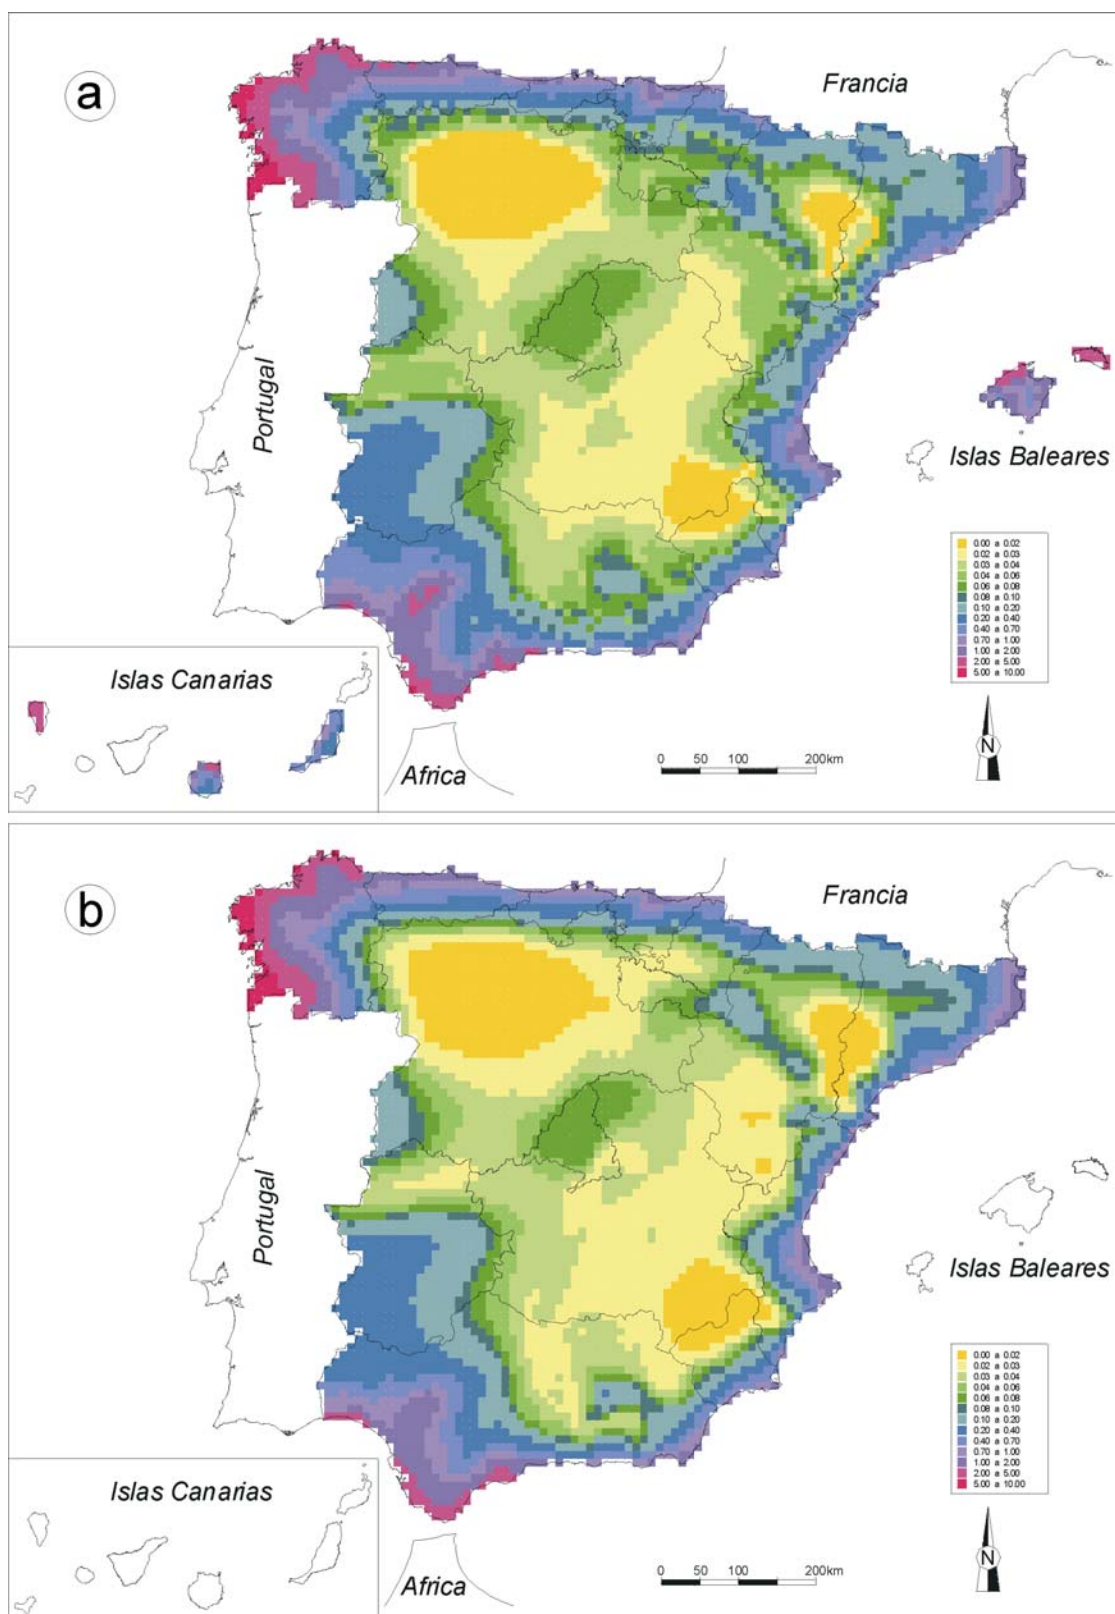 a
Francia
Portugal
Islas Baleares
0.00 a 0.02
0.02 a 0.03
0.03 a 0.04
0.04 a 0.06
0.06 a 0.08
0.08 a 0.10
0.10 a 0.20
0.20 a 0.40
0.40 a 0.70
0.70 a 1.00
1.00 a 2.00
2.00 a 5.00
5.00 a 10.00
Islas Canarias
N
Africa
0 50 100 200km
b
Francia
Portugal
Islas Baleares
0.00 a 0.02
0.02 a 0.03
0.03 a 0.04
0.04 a 0.06
0.06 a 0.08
0.08 a 0.10
0.10 a 0.20
0.20 a 0.40
0.40 a 0.70
0.70 a 1.00
1.00 a 2.00
2.00 a 5.00
5.00 a 10.00
Islas Canarias
N
Africa
0 50 100 200km